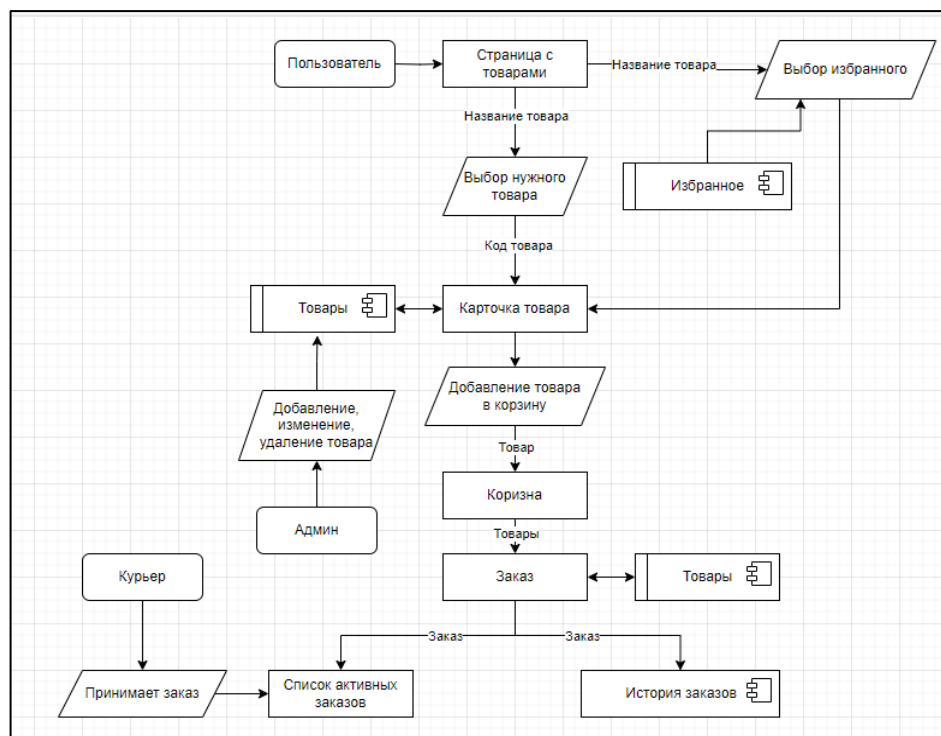 Пользователь
Страница с
товарами
Название товара
Выбор избранного
Название товара
Выбор нужного
товара
Избранное
Код товара
Товары
Карточка товара
Добавление,
изменение,
удаление товара
Добавление товара
в корзину
Товар
Коризна
Админ
Товары
Курьер
Заказ
Товары
Заказ
Заказ
Принимает заказ
Список активных
заказов
История заказов